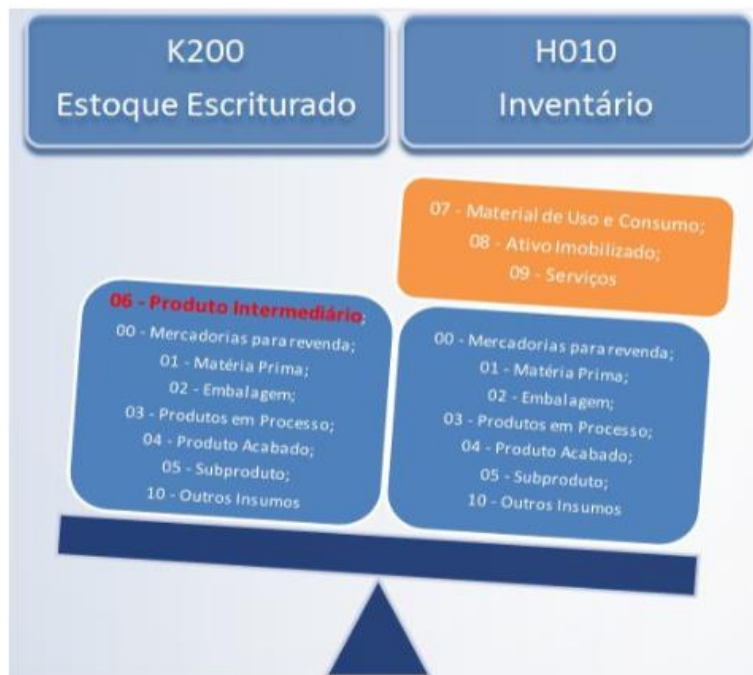 K200
Estoque Escriturado
H010
Inventário
07 - Material de Uso e Consumo;
08 - Ativo Imobilizado;
09 - Serviços
06 - Produto Intermediário;
00 - Mercadorias para revenda;
01 - Matéria Prima;
02 - Embalagem;
03 - Produtos em Processo;
04 - Produto Acabado;
05 - Subproduto;
10 - Outros Insumos
00 - Mercadorias para revenda;
01 - Matéria Prima;
02 - Embalagem;
03 - Produtos em Processo;
04 - Produto Acabado;
05 - Subproduto;
10 - Outros Insumos